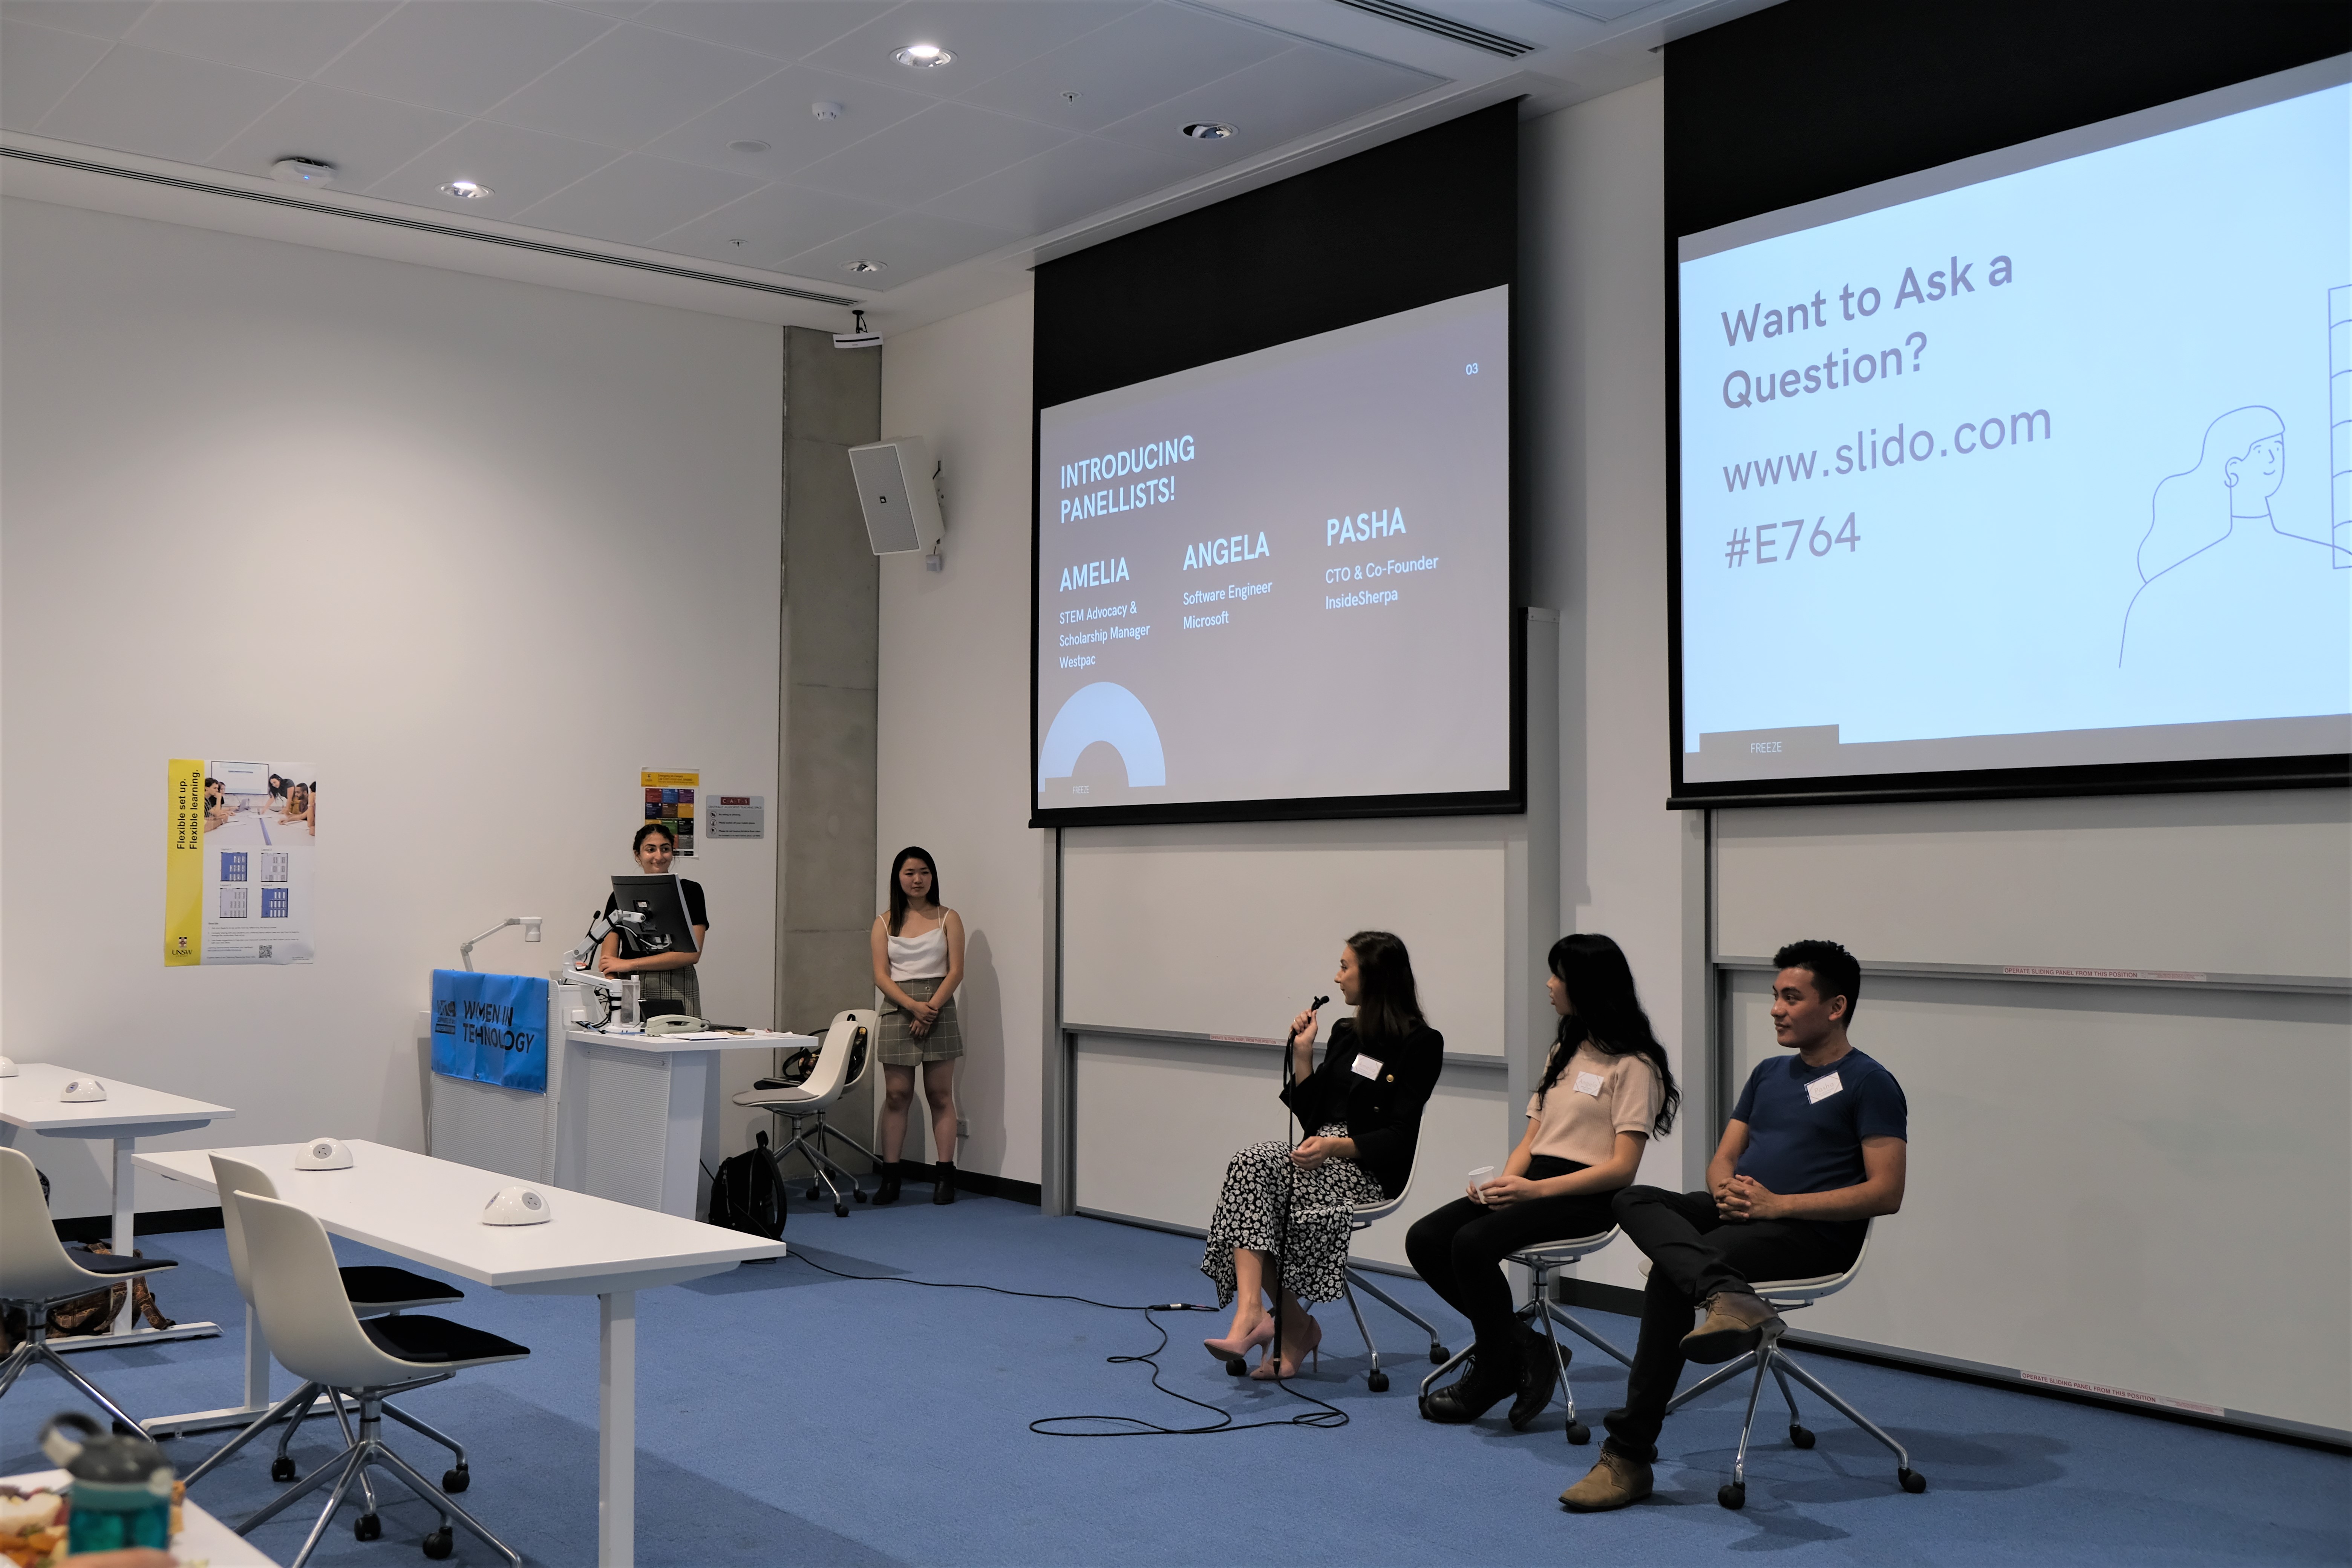 Flexible set up.
Flexible learning.
UNSW
CATS
WOMEN IN
TEHNOLOGY
03
INTRODUCING
PANELLISTS!
AMELIA
STEM Advocacy &
Scholarship Manager
Westpac
ANGELA
Software Engineer
Microsoft
PASHA
CTO & Co-Founder
InsideSherpa
FREEZE
Want to Ask a
Question?
www.slido.com
#E764
FREEZE
OPERATE SLIDING PANEL FROM THIS POSITION
OPERATE SLIDING PANEL FROM THIS POSITION